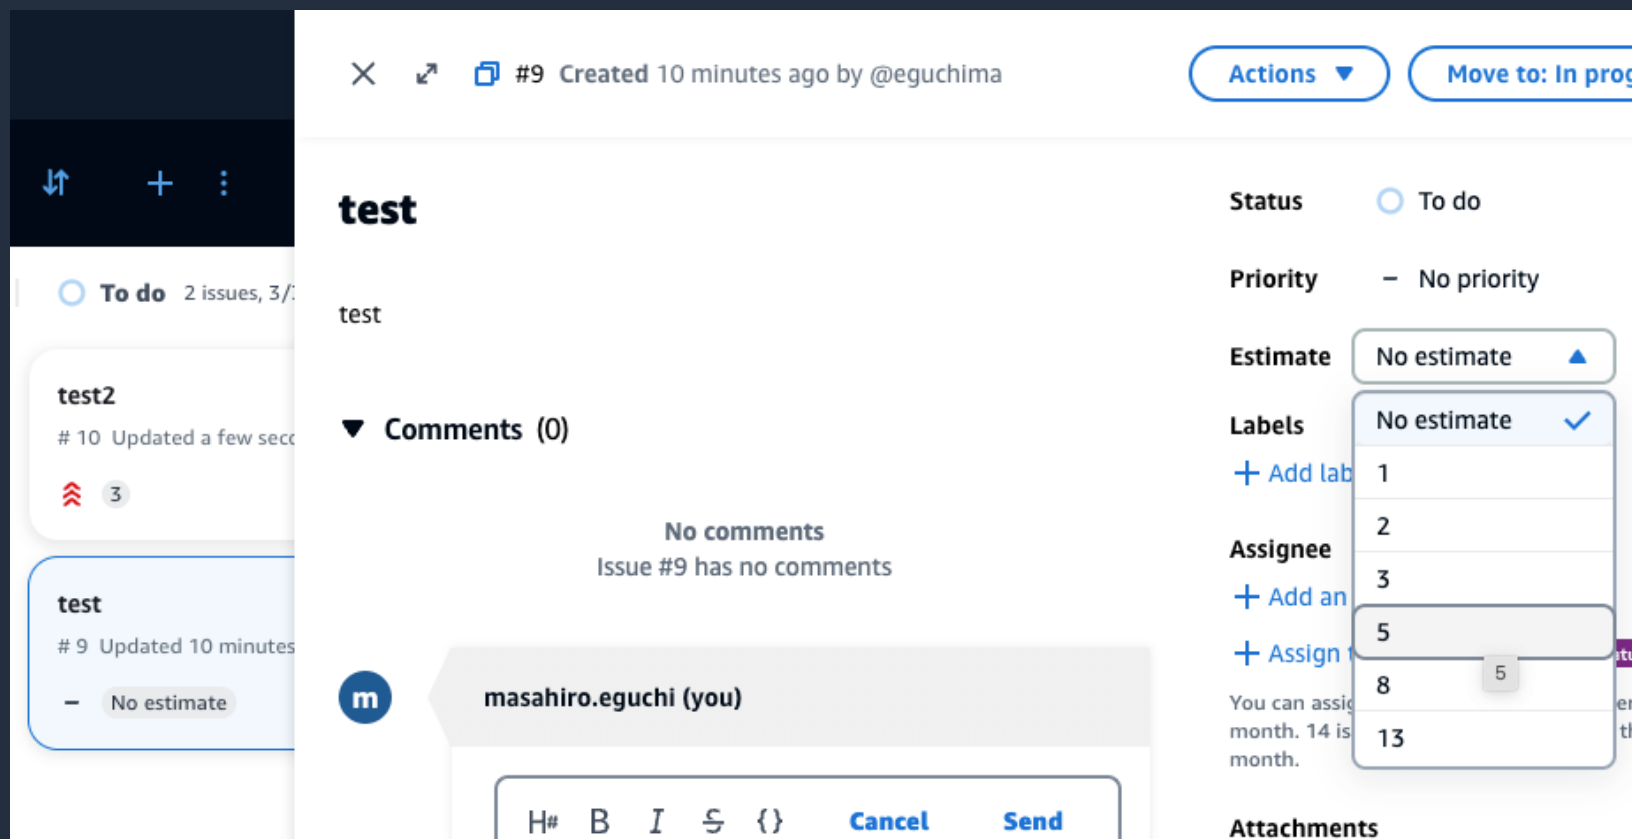 #9 Created 10 minutes ago by @eguchima
Actions
Move to: In prog
To do 2 issues, 3/
test2
# 10 Updated a few seco
3
test
# 9 Updated 10 minutes
No estimate
test
test
Comments (0)
No comments
Issue #9 has no comments
m
masahiro.eguchi (you)
H# B I S {} Cancel Send
Status To do
Priority No priority
Estimate No estimate
No estimate
1
2
3
5
8
13
5
Labels
Add lab
Assignee
Add an
Assign
You can assig
month. 14 is
month.
Attachments